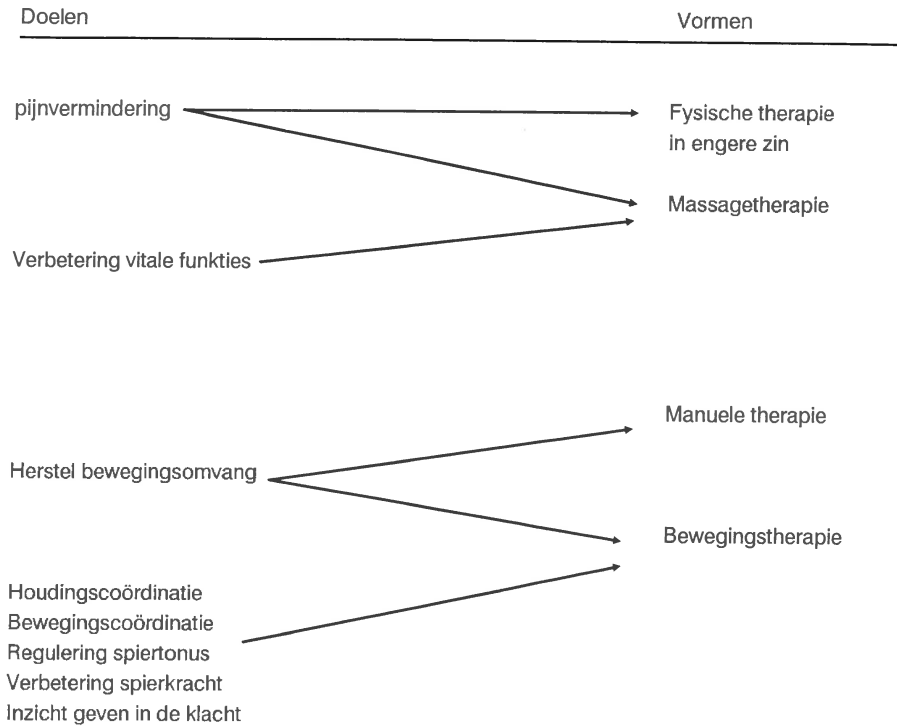 Doelen
Vormen
pijnvermindering
Fysische therapie
in engere zin
Massagetherapie
Verbetering vitale funkties
Manuele therapie
Herstel bewegingsomvang
Bewegingstherapie
Houdingscoördinatie
Bewegingscoördinatie
Regulering spiertonus
Verbetering spierkracht
Inzicht geven in de klacht